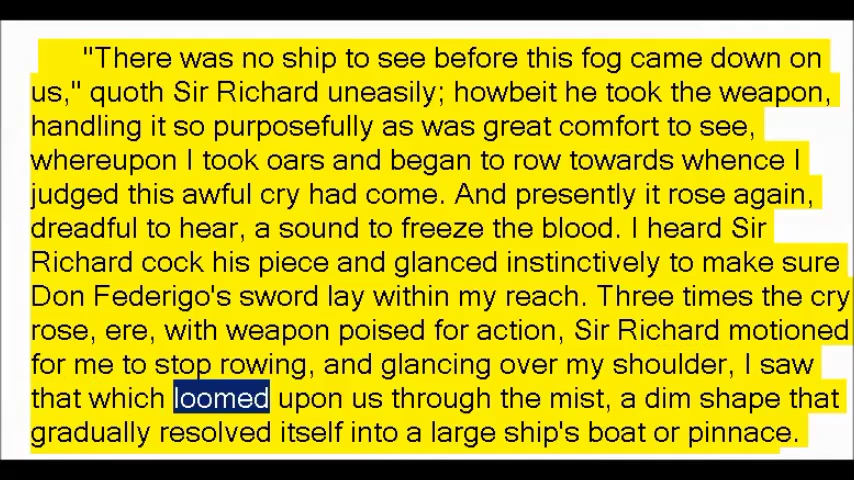 "There was no ship to see before this fog came down on
us," quoth Sir Richard uneasily; howbeit he took the weapon,
handling it so purposefully as was great comfort to see,
whereupon I took oars and began to row towards whence I
judged this awful cry had come. And presently it rose again,
dreadful to hear, a sound to freeze the blood. I heard Sir
Richard cock his piece and glanced instinctively to make sure
Don Federigo's sword lay within my reach. Three times the cry
rose, ere, with weapon poised for action, Sir Richard motioned
for me to stop rowing, and glancing over my shoulder, I saw
that which loomed upon us through the mist, a dim shape that
gradually resolved itself into a large ship's boat or pinnace.